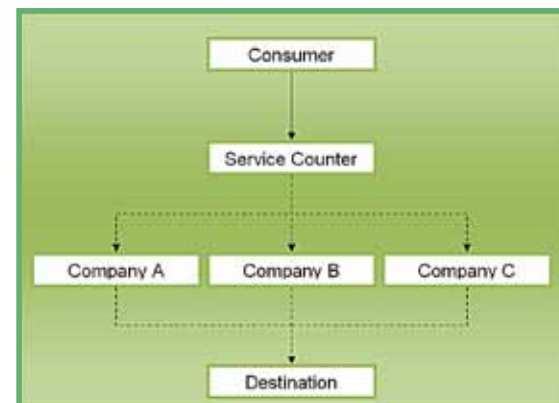 Consumer
Service Counter
Company A Company B Company C
Destination